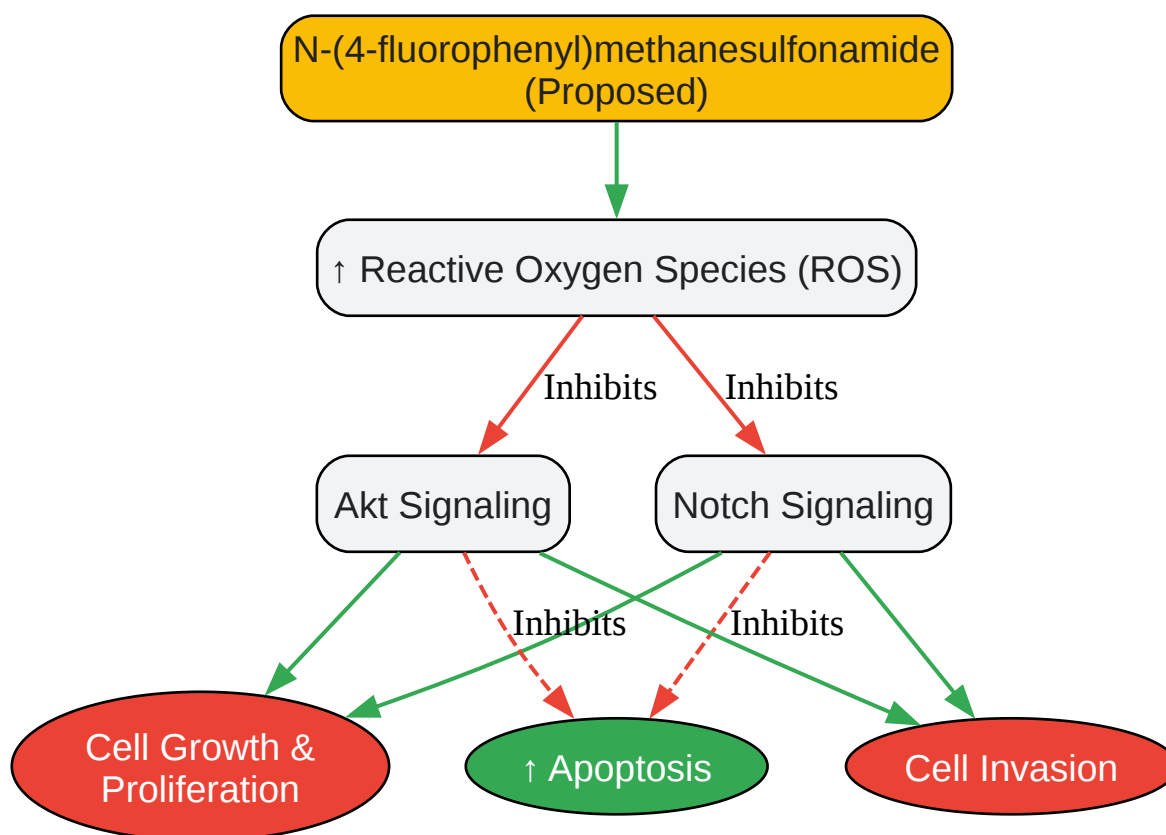 N-(4-fluorophenyl)methanesulfonamide
(Proposed)
↑ Reactive Oxygen Species (ROS)
Inhibits
Inhibits
Akt Signaling
Notch Signaling
Inhibits
Inhibits
Cell Growth &
Proliferation
↑ Apoptosis
Cell Invasion